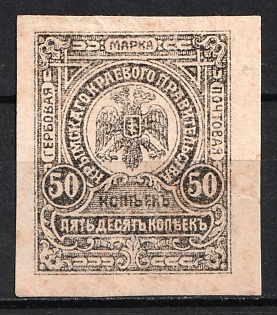 МАРКА
ГЕРБОВАЯ
ПОЧТОВАЯ
КРЫМСКАГО КРАЕВОГО ПРАВИТЕЛЬСТВА
50 50
КОПѢЕКЪ
ПЯТЬДЕСЯТЬ КОПѢЕКЪ